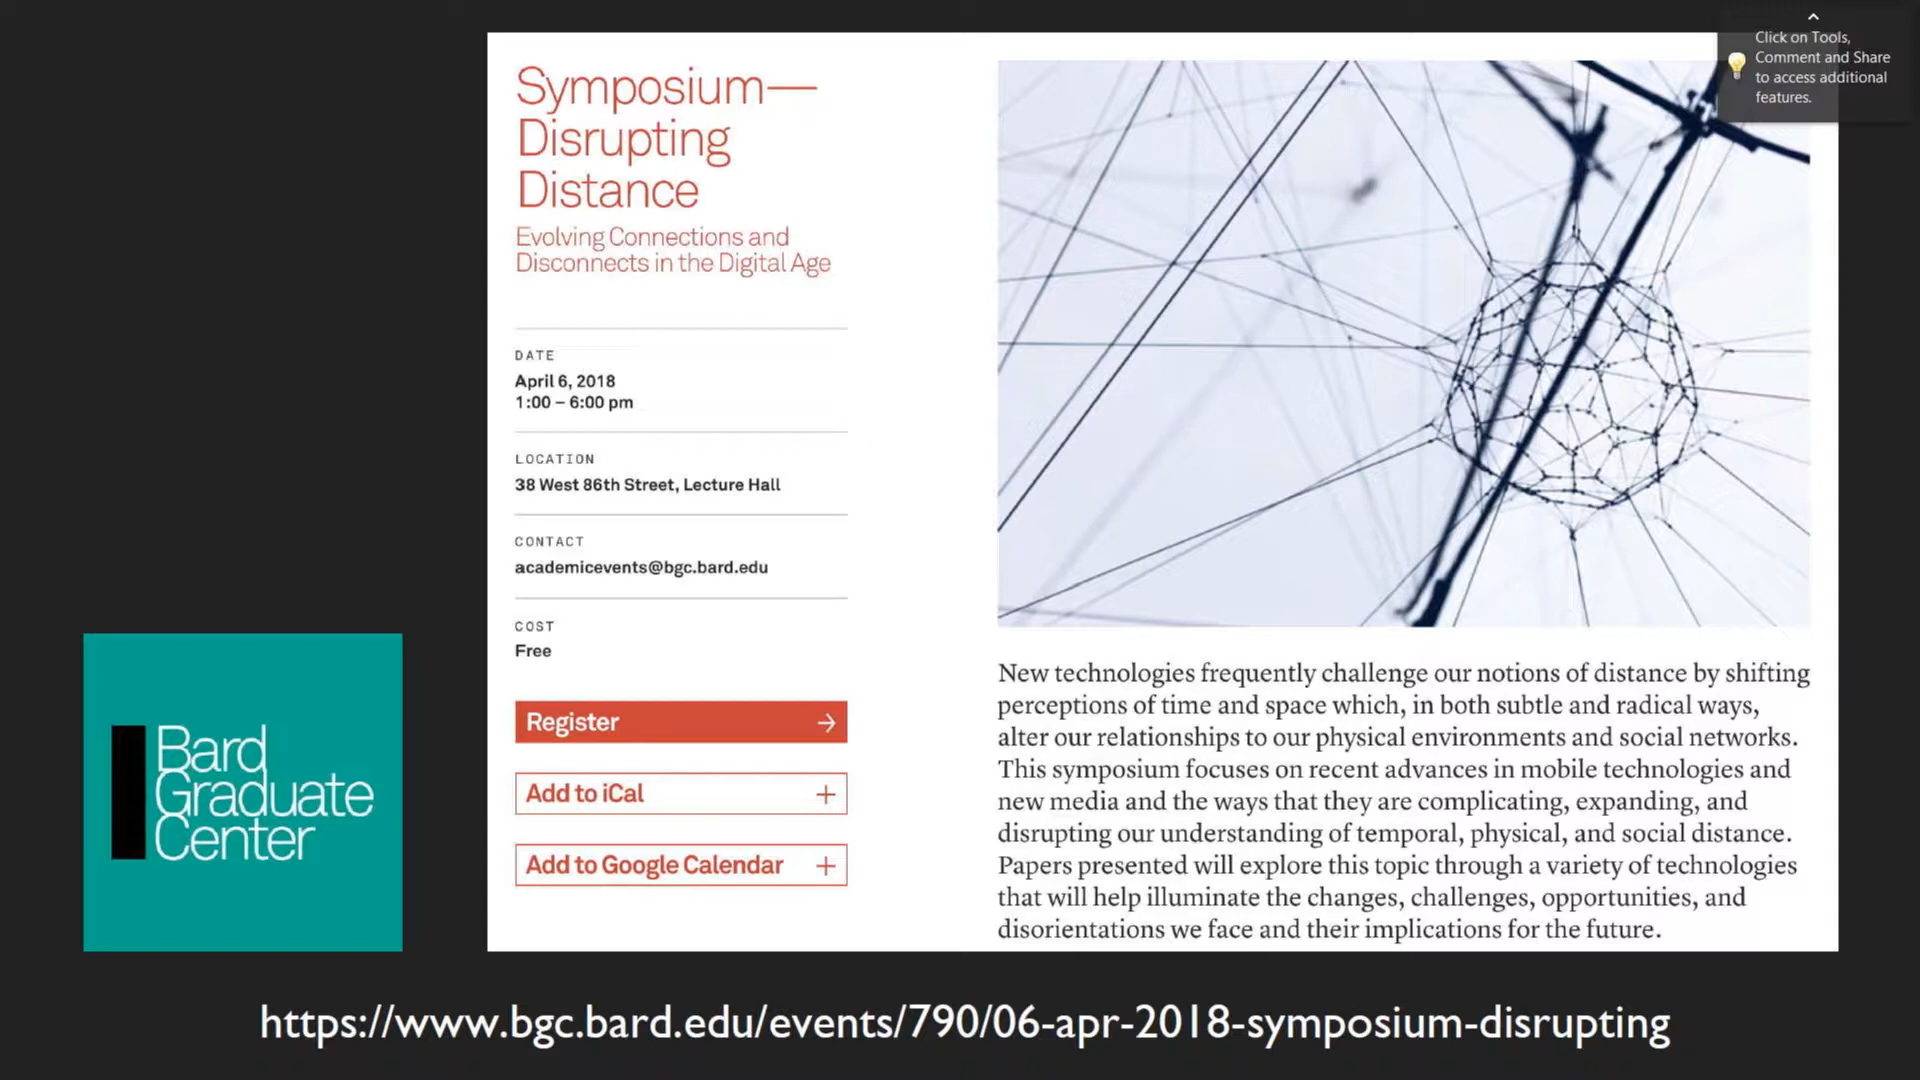 Click on Tools,
Comment and Share
to access additional
features.
Symposium—
Disrupting
Distance
Evolving Connections and
Disconnects in the Digital Age
DATE
April 6, 2018
1:00 – 6:00 pm
LOCATION
38 West 86th Street, Lecture Hall
CONTACT
academicevents@bgc.bard.edu
COST
Free
Register
Add to iCal
Add to Google Calendar
New technologies frequently challenge our notions of distance by shifting
perceptions of time and space which, in both subtle and radical ways,
alter our relationships to our physical environments and social networks.
This symposium focuses on recent advances in mobile technologies and
new media and the ways that they are complicating, expanding, and
disrupting our understanding of temporal, physical, and social distance.
Papers presented will explore this topic through a variety of technologies
that will help illuminate the changes, challenges, opportunities, and
disorientations we face and their implications for the future.
Bard
Graduate
Center
https://www.bgc.bard.edu/events/790/06-apr-2018-symposium-disrupting